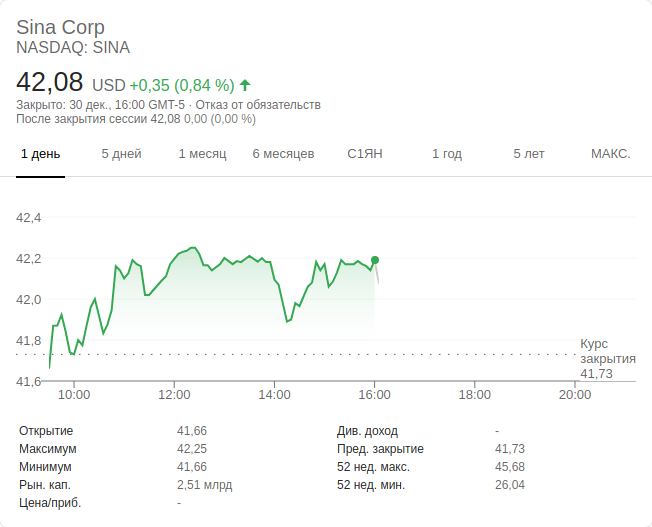 Sina Corp
NASDAQ: SINA
42,08 USD +0,35 (0,84 %)
Закрыто: 30 дек., 16:00 GMT-5 · Отказ от обязательств
После закрытия сессии 42,08 0,00 (0,00 %)
1 день 5 дней 1 месяц 6 месяцев С1ЯН 1 год 5 лет МАКС.
42,4
42,2
42,0
41,8
Курс
закрытия
41,73
41,6
10:00 12:00 14:00 16:00 18:00 20:00
Открытие 41,66 Див. доход -
Максимум 42,25 Пред. закрытие 41,73
Минимум 41,66 52 нед. макс. 45,68
Рын. кап. 2,51 млрд 52 нед. мин. 26,04
Цена/приб. -